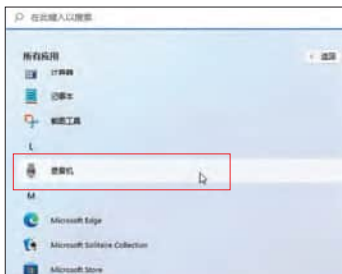 在此键入以搜索
所有应用
返回
计算器
记事本
截图工具
L
录音机
M
Microsoft Edge
Microsoft Solitaire Collection
Microsoft Store